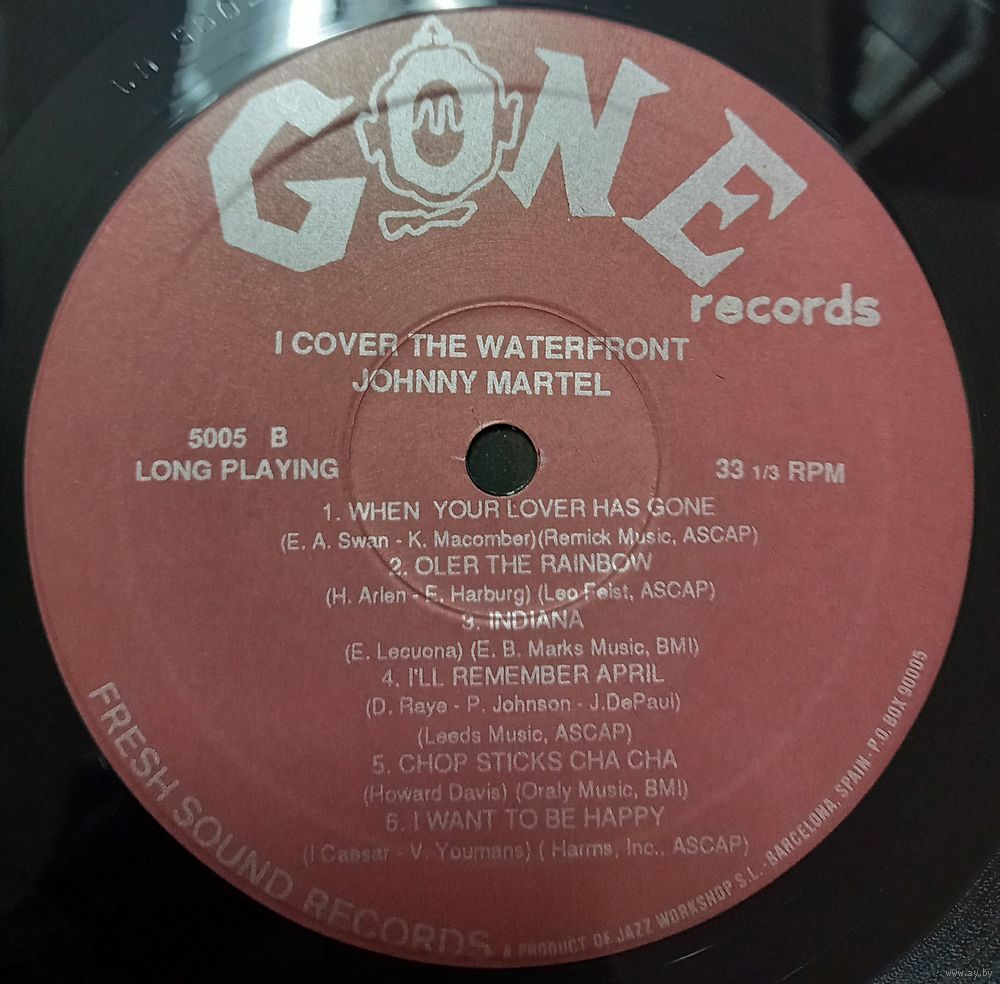 GONE
records
I COVER THE WATERFRONT
JOHNNY MARTEL
5005 B
LONG PLAYING
33 1/3 RPM
1. WHEN YOUR LOVER HAS GONE
(E. A. Swan - K. Macomber)(Remick Music, ASCAP)
2. OLER THE RAINBOW
(H. Arlen - E. Harburg) (Leo Feist, ASCAP)
3. INDIANA
(E. Lecuona) (E. B. Marks Music, BMI)
4. I'LL REMEMBER APRIL
(D. Raye - P. Johnson - J.DePaul)
(Leeds Music, ASCAP)
5. CHOP STICKS CHA CHA
(Howard Davis) (Oraly Music, BMI)
6. I WANT TO BE HAPPY
(I Caesar - V. Youmans) ( Harms, Inc., ASCAP)
FRESH SOUND RECORDS
A PRODUCT OF JAZZ WORKSHOP S.L. -BARCELONA, SPAIN - P.O. BOX 90005
www.ay.by